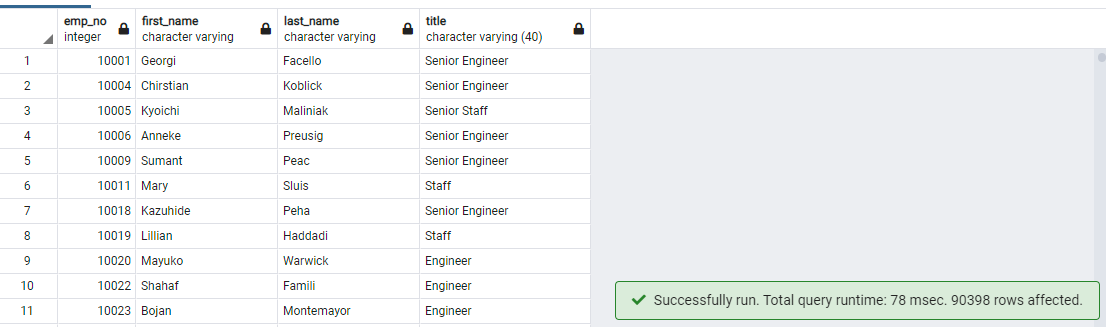 emp_no first_name last_name title
integer character varying character varying character varying (40)
1 10001 Georgi Facello Senior Engineer
2 10004 Chirstian Koblick Senior Engineer
3 10005 Kyoichi Maliniak Senior Staff
4 10006 Anneke Preusig Senior Engineer
5 10009 Sumant Peac Senior Engineer
6 10011 Mary Sluis Staff
7 10018 Kazuhide Peha Senior Engineer
8 10019 Lillian Haddadi Staff
9 10020 Mayuko Warwick Engineer
10 10022 Shahaf Famili Engineer
11 10023 Bojan Montemayor Engineer
Successfully run. Total query runtime: 78 msec. 90398 rows affected.